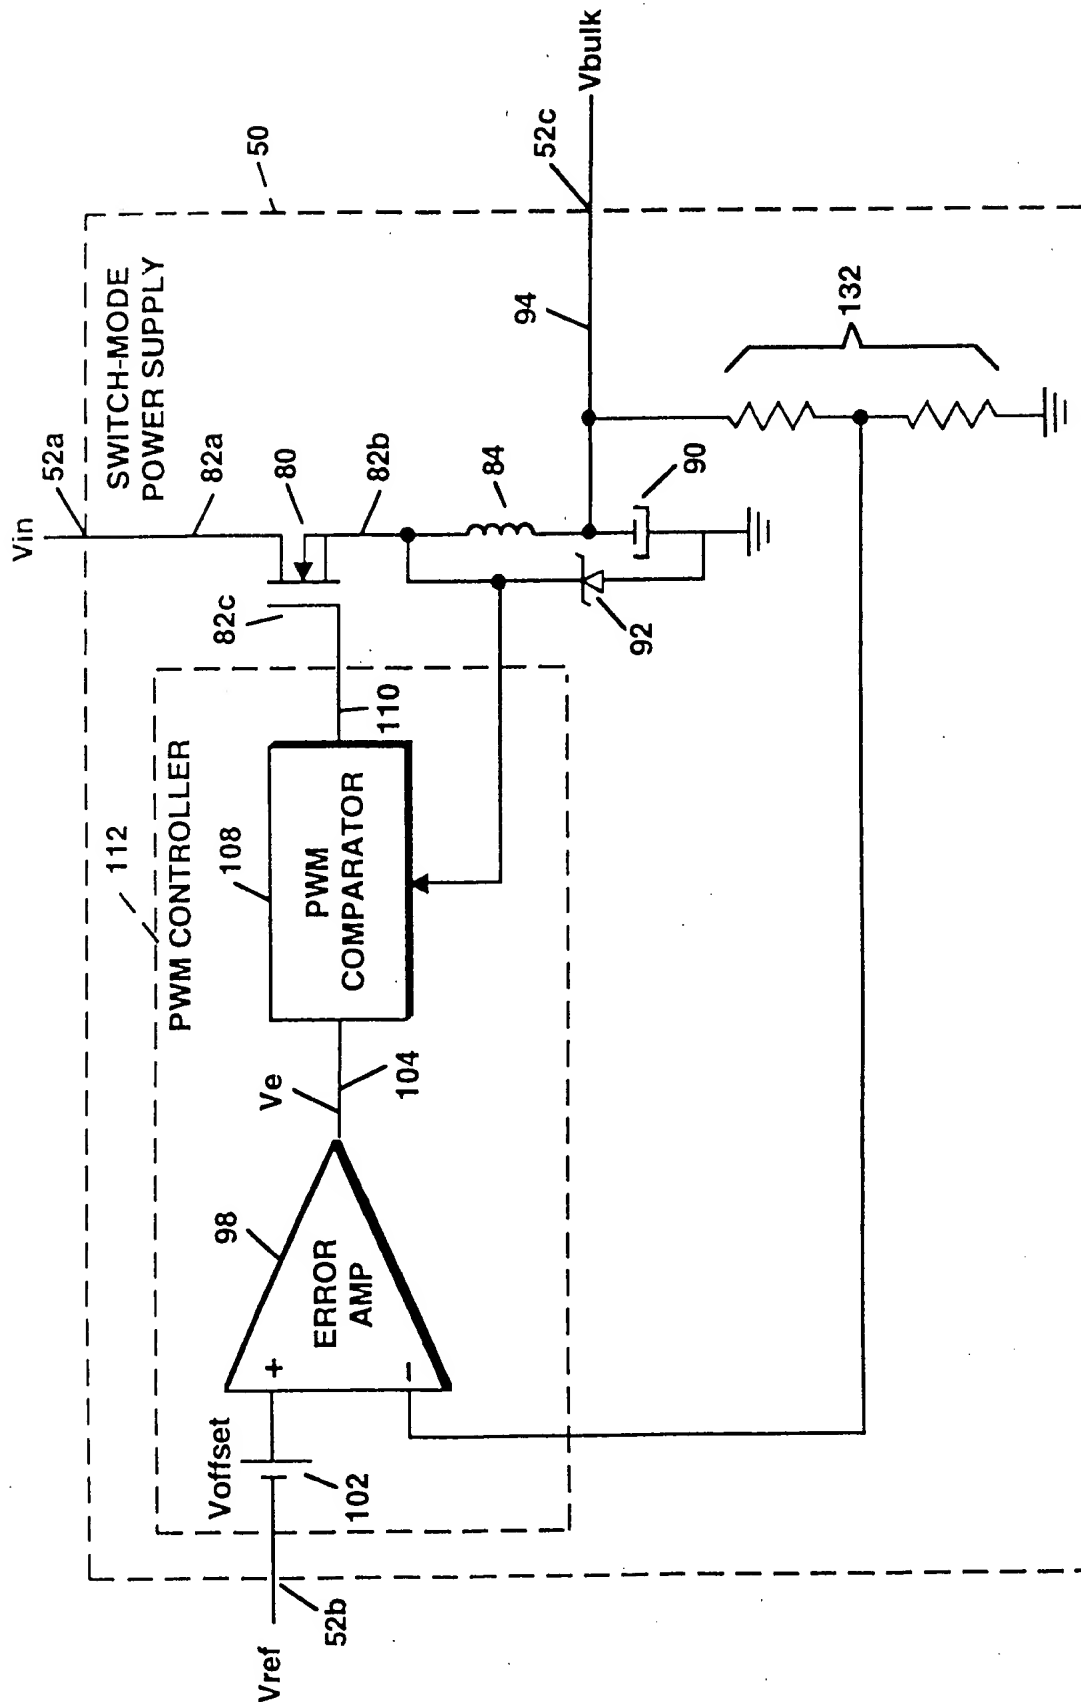 Vin
52a
82a
SWITCH-MODE
POWER SUPPLY
50
80
82b
82c
84
94
52c
Vbulk
90
92
132
112
PWM CONTROLLER
108
PWM
COMPARATOR
110
Ve
104
98
ERROR
AMP
+
−
Voffset
102
52b
Vref